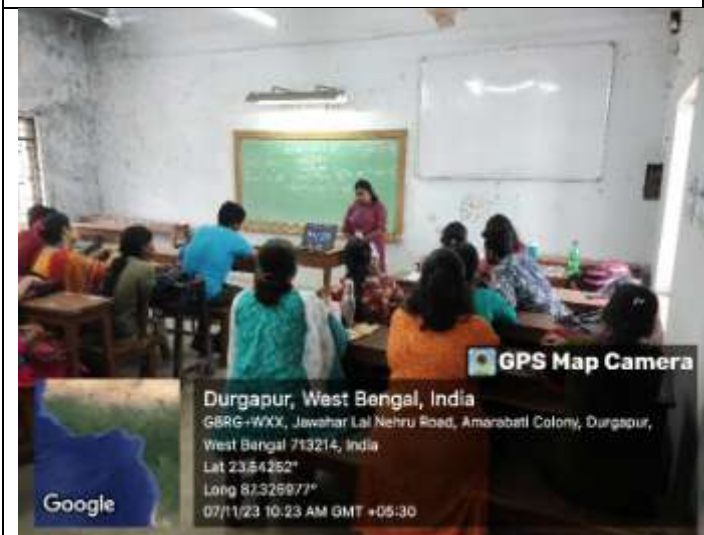 GPS Map Camera
Durgapur, West Bengal, India
G8RG+WXX, Jawahar Lal Nehru Road, Amarabati Colony, Durgapur,
West Bengal 713214, India
Lat 23.54252°
Long 87.326977°
07/11/23 10:23 AM GMT +05:30
Google